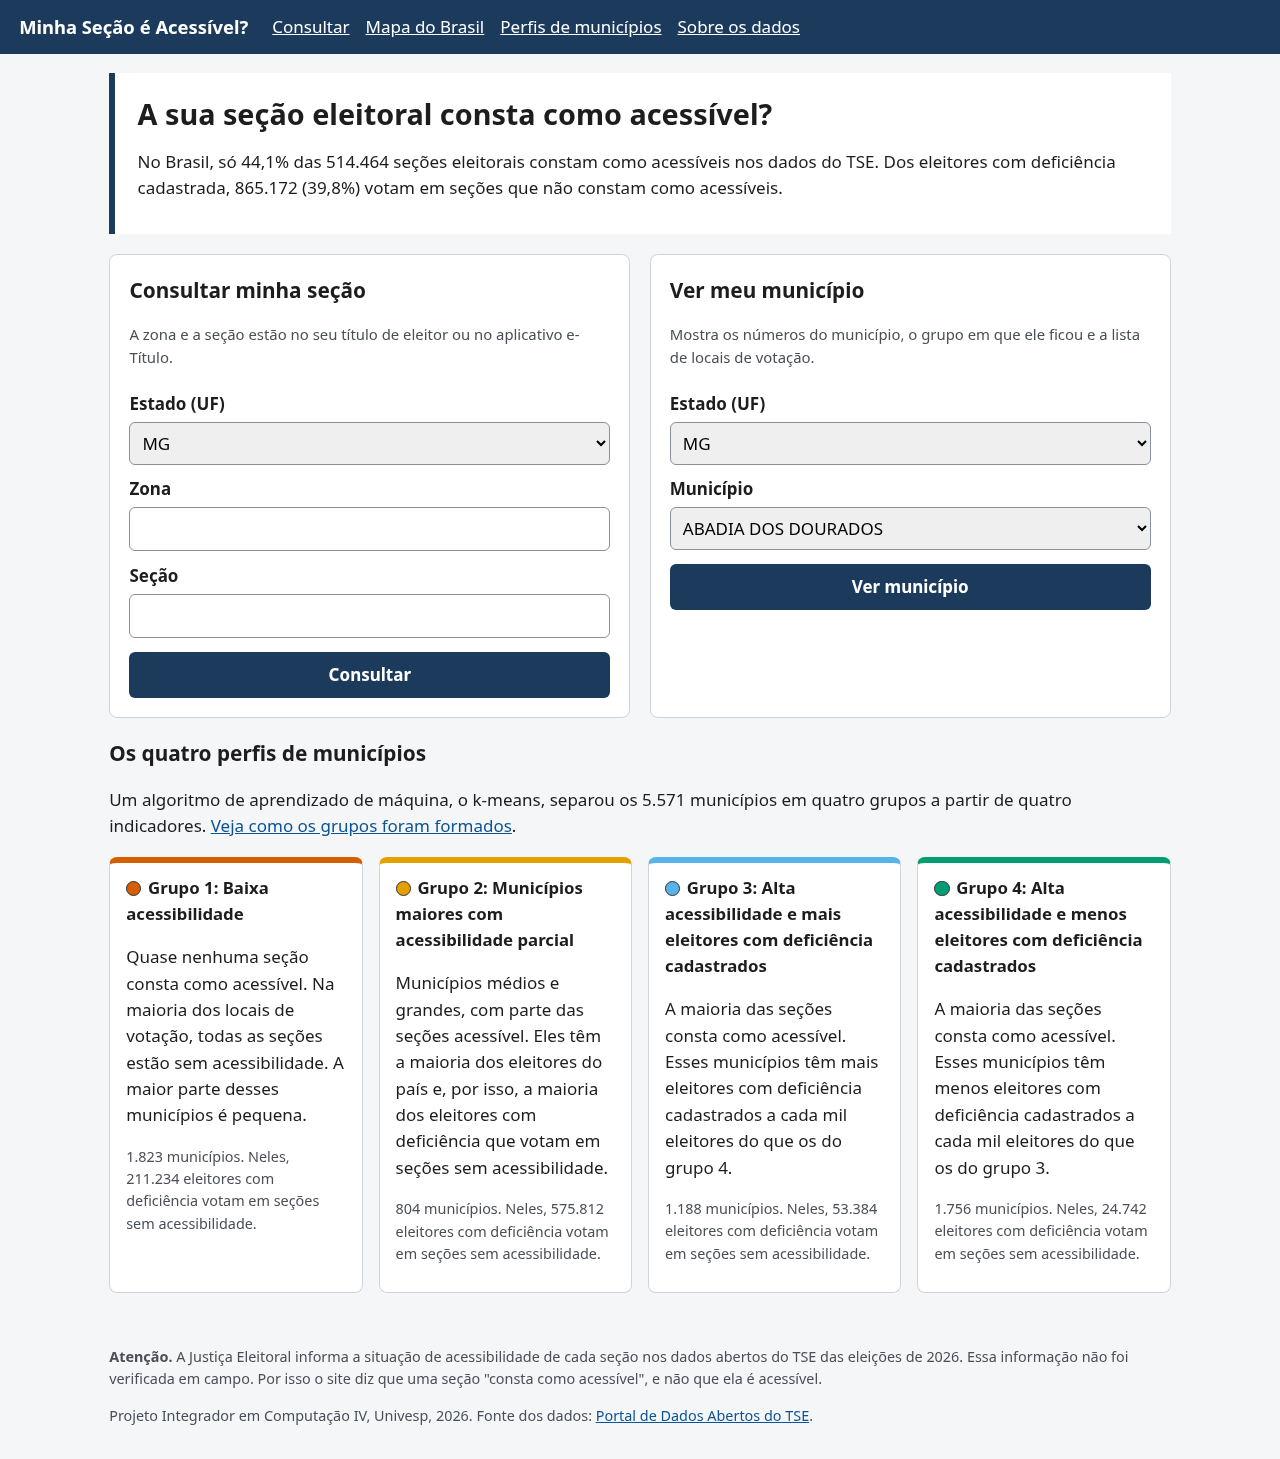 Minha Seção é Acessível? Consultar Mapa do Brasil Perfis de municípios Sobre os dados
A sua seção eleitoral consta como acessível?
No Brasil, só 44,1% das 514.464 seções eleitorais constam como acessíveis nos dados do TSE. Dos eleitores com deficiência
cadastrada, 865.172 (39,8%) votam em seções que não constam como acessíveis.
Consultar minha seção
A zona e a seção estão no seu título de eleitor ou no aplicativo e-
Título.
Estado (UF)
MG
Zona
Seção
Consultar
Ver meu município
Mostra os números do município, o grupo em que ele ficou e a lista
de locais de votação.
Estado (UF)
MG
Município
ABADIA DOS DOURADOS
Ver município
Os quatro perfis de municípios
Um algoritmo de aprendizado de máquina, o k-means, separou os 5.571 municípios em quatro grupos a partir de quatro
indicadores. Veja como os grupos foram formados.
Grupo 1: Baixa
acessibilidade
Quase nenhuma seção
consta como acessível. Na
maioria dos locais de
votação, todas as seções
estão sem acessibilidade. A
maior parte desses
municípios é pequena.
1.823 municípios. Neles,
211.234 eleitores com
deficiência votam em seções
sem acessibilidade.
Grupo 2: Municípios
maiores com
acessibilidade parcial
Municípios médios e
grandes, com parte das
seções acessível. Eles têm
a maioria dos eleitores do
país e, por isso, a maioria
dos eleitores com
deficiência que votam em
seções sem acessibilidade.
804 municípios. Neles, 575.812
eleitores com deficiência votam
em seções sem acessibilidade.
Grupo 3: Alta
acessibilidade e mais
eleitores com deficiência
cadastrados
A maioria das seções
consta como acessível.
Esses municípios têm mais
eleitores com deficiência
cadastrados a cada mil
eleitores do que os do
grupo 4.
1.188 municípios. Neles, 53.384
eleitores com deficiência votam
em seções sem acessibilidade.
Grupo 4: Alta
acessibilidade e menos
eleitores com deficiência
cadastrados
A maioria das seções
consta como acessível.
Esses municípios têm
menos eleitores com
deficiência cadastrados a
cada mil eleitores do que
os do grupo 3.
1.756 municípios. Neles, 24.742
eleitores com deficiência votam
em seções sem acessibilidade.
Atenção. A Justiça Eleitoral informa a situação de acessibilidade de cada seção nos dados abertos do TSE das eleições de 2026. Essa informação não foi
verificada em campo. Por isso o site diz que uma seção "consta como acessível", e não que ela é acessível.
Projeto Integrador em Computação IV, Univesp, 2026. Fonte dos dados: Portal de Dados Abertos do TSE.